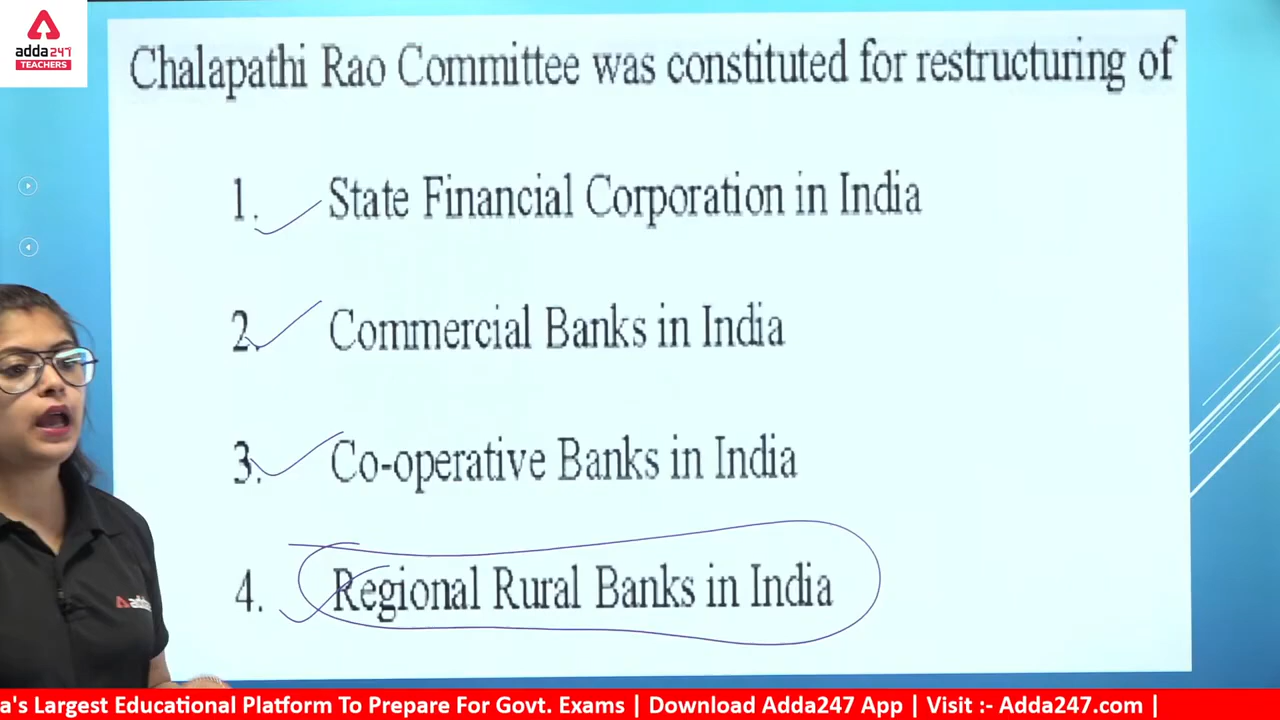 adda247
TEACHERS
Chalapathi Rao Committee was constituted for restructuring of
1. State Financial Corporation in India
2. Commercial Banks in India
3. Co-operative Banks in India
4. Regional Rural Banks in India
adda
a's Largest Educational Platform To Prepare For Govt. Exams | Download Adda247 App | Visit :- Adda247.com |